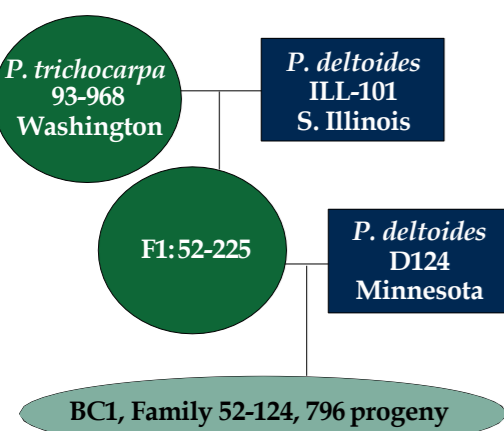 P. trichocarpa
93-968
Washington
P. deltoides
ILL-101
S. Illinois
F1: 52-225
P. deltoides
D124
Minnesota
BC1, Family 52-124, 796 progeny